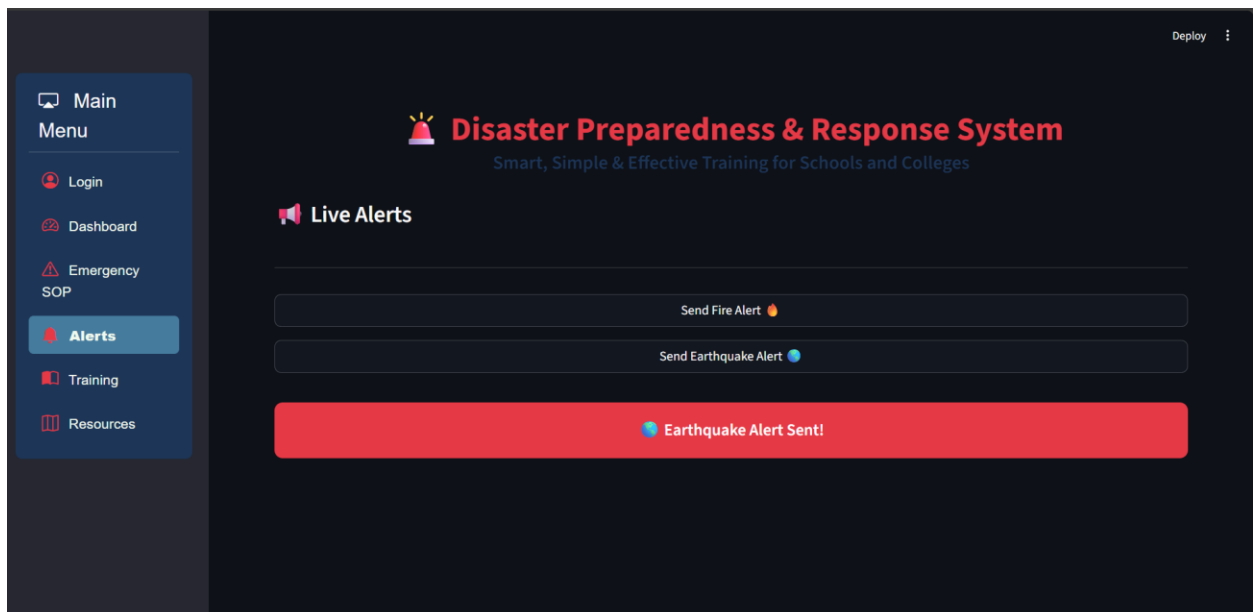 Deploy
Main
Menu
Login
Dashboard
Emergency
SOP
Alerts
Training
Resources
🚨 Disaster Preparedness & Response System
Smart, Simple & Effective Training for Schools and Colleges
📢 Live Alerts
Send Fire Alert 🔥
Send Earthquake Alert 🌎
🌎 Earthquake Alert Sent!